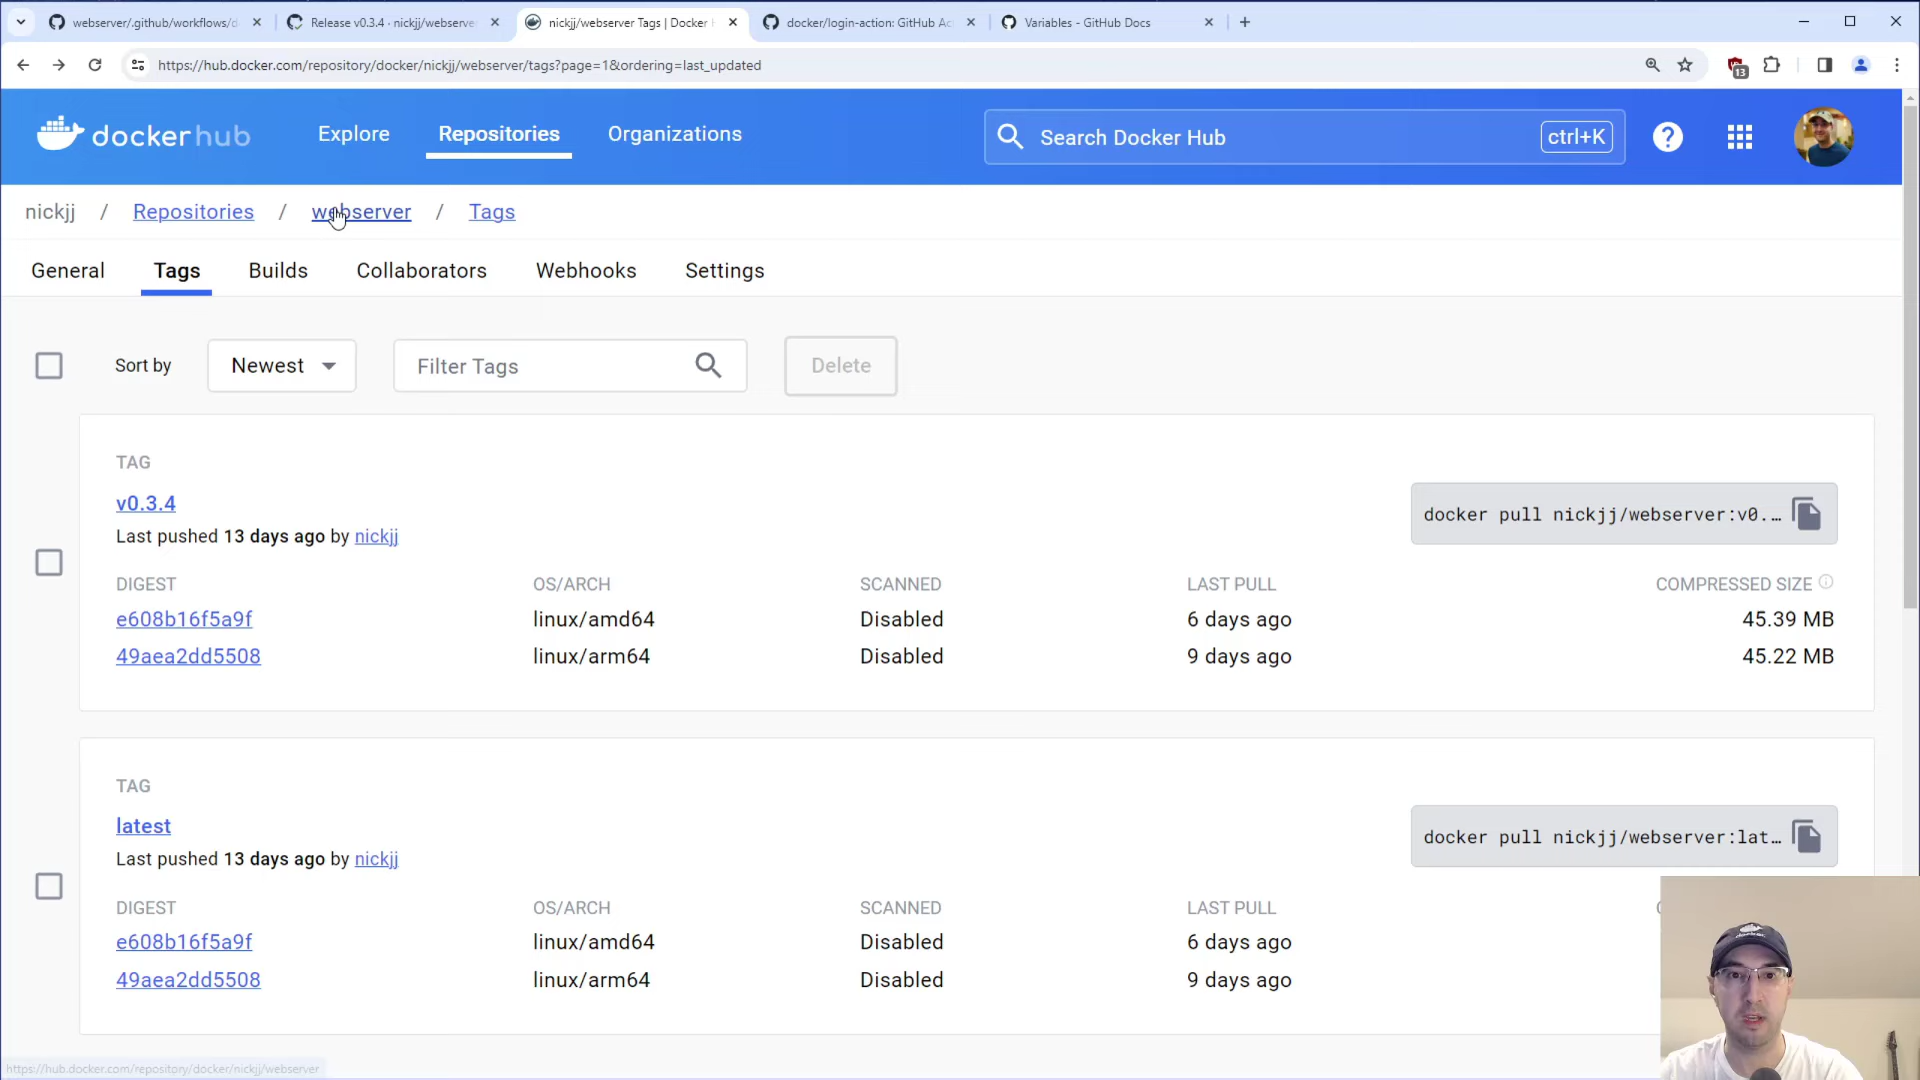 webserver/.github/workflows/d
Release v0.3.4 · nickjj/webserver
nickjj/webserver Tags | Docker H
docker/login-action: GitHub Ac
Variables - GitHub Docs
https://hub.docker.com/repository/docker/nickjj/webserver/tags?page=1&ordering=last_updated
13
dockerhub
Explore
Repositories
Organizations
Search Docker Hub
ctrl+K
?
nickjj / Repositories / webserver / Tags
General
Tags
Builds
Collaborators
Webhooks
Settings
Sort by
Newest
Filter Tags
Delete
TAG
v0.3.4
Last pushed 13 days ago by nickjj
docker pull nickjj/webserver:v0.…
DIGEST OS/ARCH SCANNED LAST PULL COMPRESSED SIZE
e608b16f5a9f linux/amd64 Disabled 6 days ago 45.39 MB
49aea2dd5508 linux/arm64 Disabled 9 days ago 45.22 MB
TAG
latest
Last pushed 13 days ago by nickjj
docker pull nickjj/webserver:lat…
DIGEST OS/ARCH SCANNED LAST PULL
e608b16f5a9f linux/amd64 Disabled 6 days ago
49aea2dd5508 linux/arm64 Disabled 9 days ago
https://hub.docker.com/repository/docker/nickjj/webserver